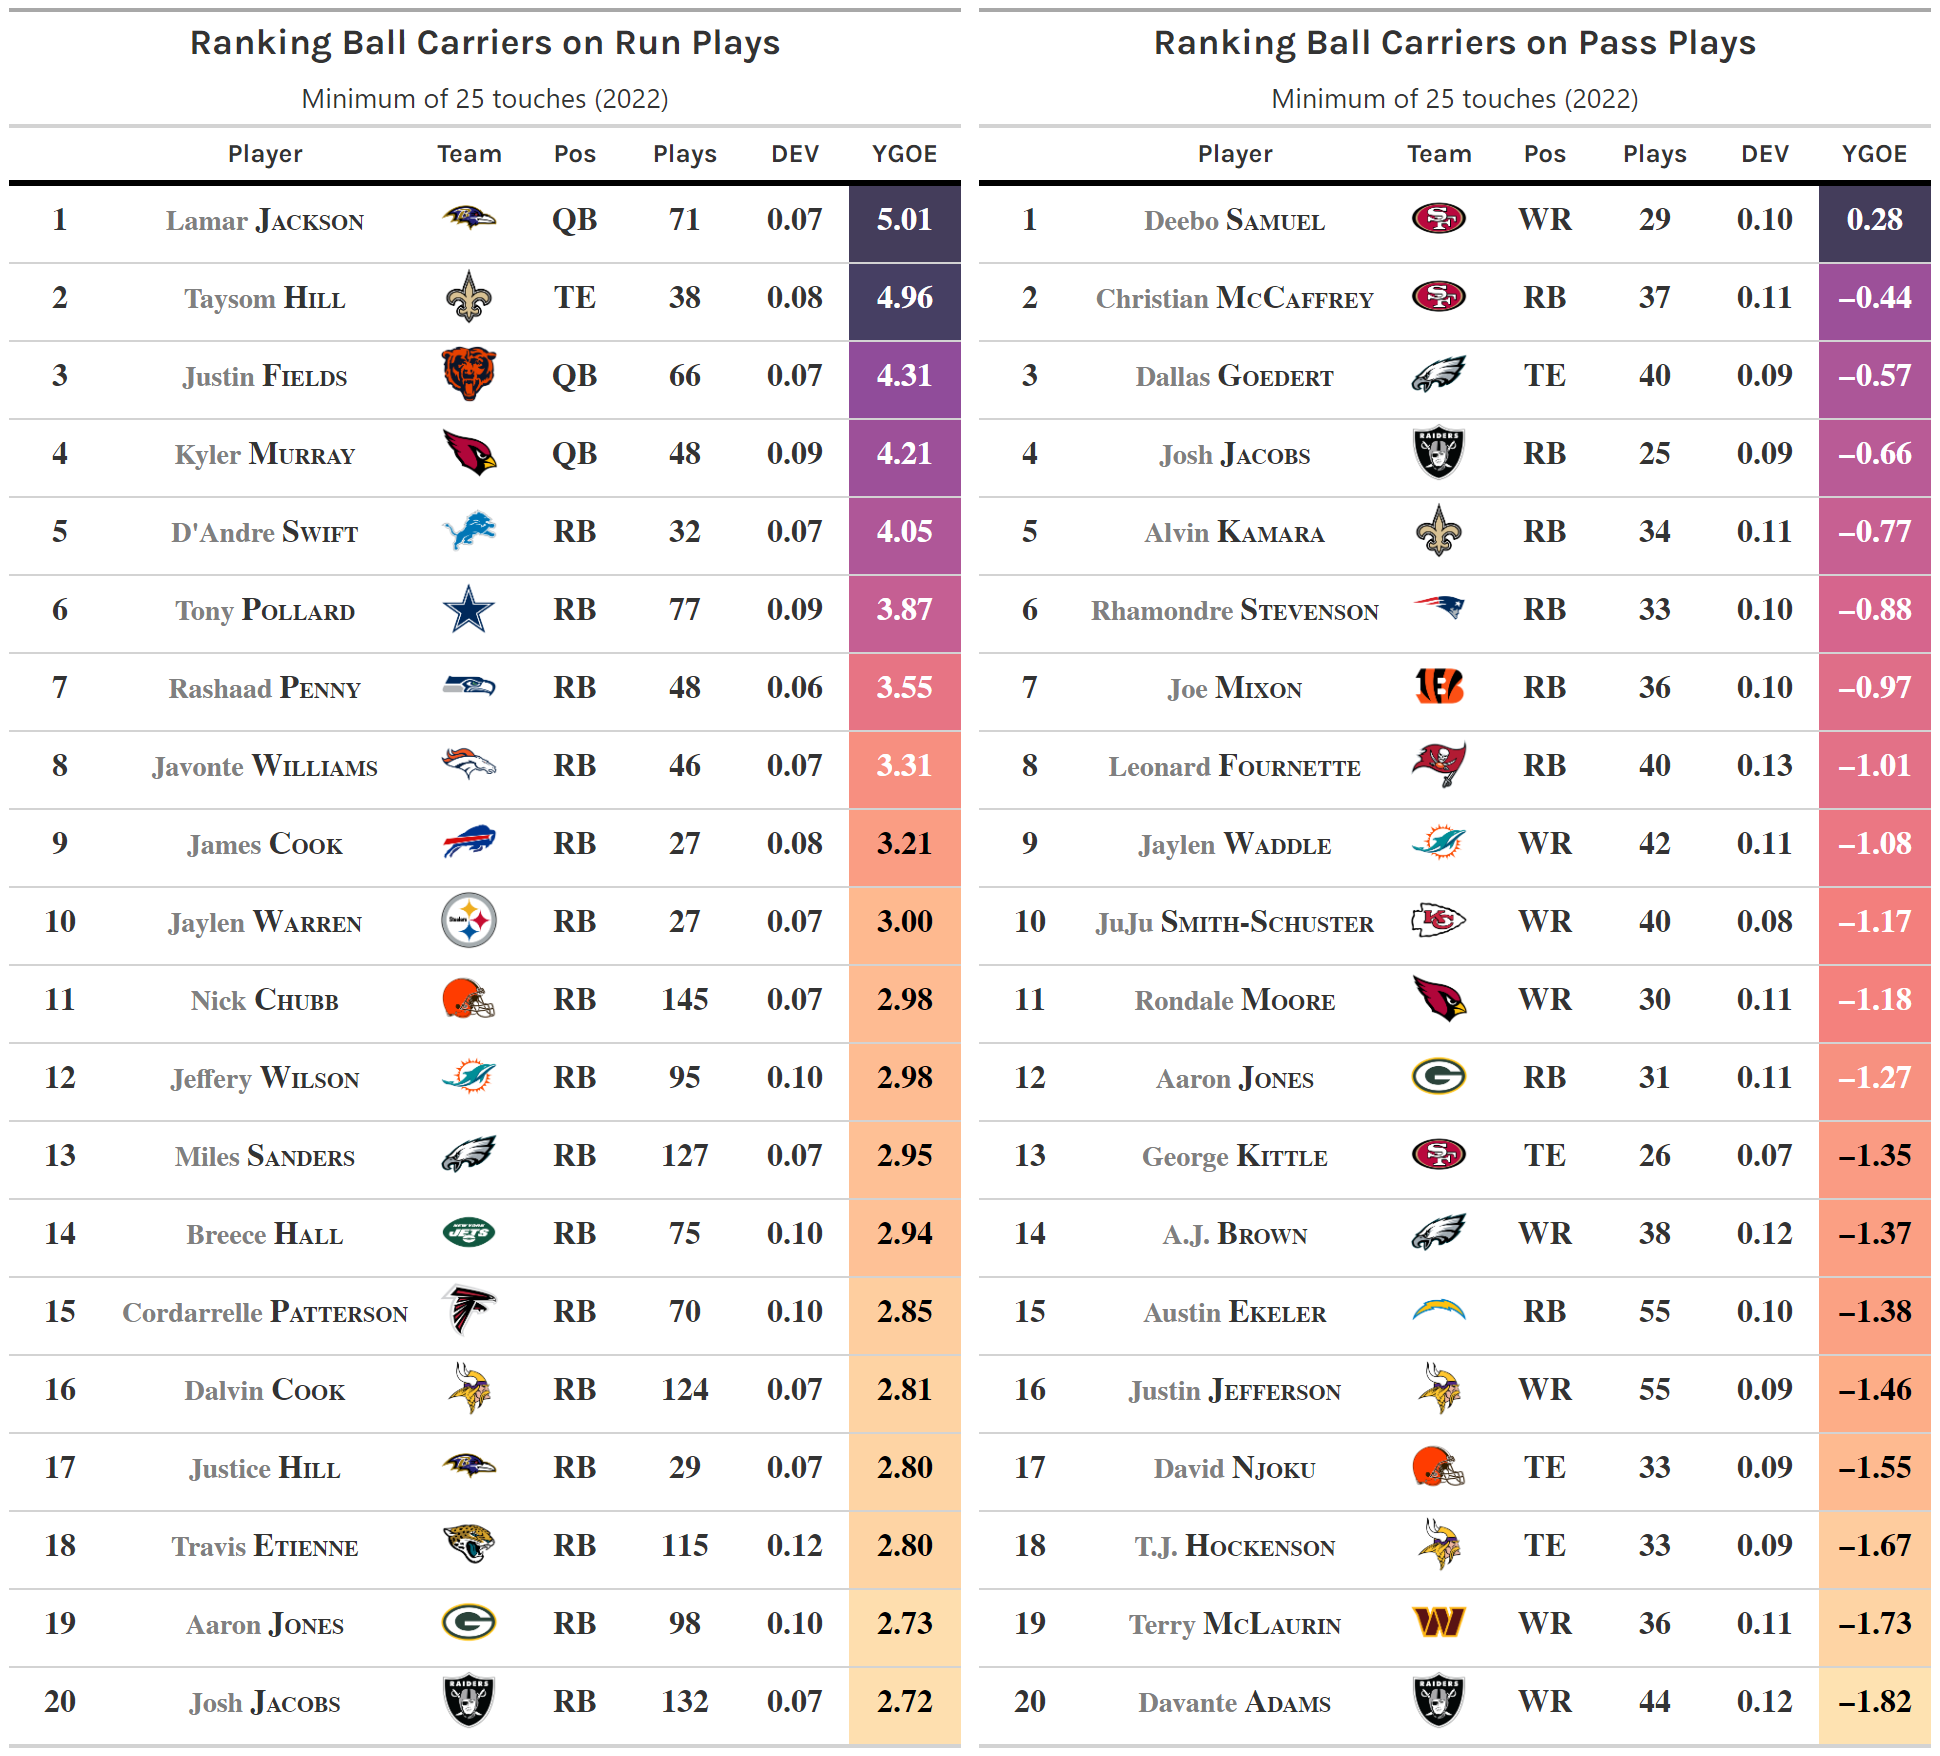 Ranking Ball Carriers on Run Plays
Minimum of 25 touches (2022)
Player Team Pos Plays DEV YGOE
1 Lamar Jackson QB 71 0.07 5.01
2 Taysom Hill TE 38 0.08 4.96
3 Justin Fields QB 66 0.07 4.31
4 Kyler Murray QB 48 0.09 4.21
5 D'Andre Swift RB 32 0.07 4.05
6 Tony Pollard RB 77 0.09 3.87
7 Rashaad Penny RB 48 0.06 3.55
8 Javonte Williams RB 46 0.07 3.31
9 James Cook RB 27 0.08 3.21
10 Jaylen Warren Steelers RB 27 0.07 3.00
11 Nick Chubb RB 145 0.07 2.98
12 Jeffery Wilson RB 95 0.10 2.98
13 Miles Sanders RB 127 0.07 2.95
14 Breece Hall NEW YORK JETS RB 75 0.10 2.94
15 Cordarrelle Patterson RB 70 0.10 2.85
16 Dalvin Cook RB 124 0.07 2.81
17 Justice Hill RB 29 0.07 2.80
18 Travis Etienne RB 115 0.12 2.80
19 Aaron Jones G RB 98 0.10 2.73
20 Josh Jacobs RAIDERS RB 132 0.07 2.72
Ranking Ball Carriers on Pass Plays
Minimum of 25 touches (2022)
Player Team Pos Plays DEV YGOE
1 Deebo Samuel SF WR 29 0.10 0.28
2 Christian McCaffrey SF RB 37 0.11 −0.44
3 Dallas Goedert TE 40 0.09 −0.57
4 Josh Jacobs RAIDERS RB 25 0.09 −0.66
5 Alvin Kamara RB 34 0.11 −0.77
6 Rhamondre Stevenson RB 33 0.10 −0.88
7 Joe Mixon B RB 36 0.10 −0.97
8 Leonard Fournette RB 40 0.13 −1.01
9 Jaylen Waddle WR 42 0.11 −1.08
10 JuJu Smith-Schuster KC WR 40 0.08 −1.17
11 Rondale Moore WR 30 0.11 −1.18
12 Aaron Jones G RB 31 0.11 −1.27
13 George Kittle SF TE 26 0.07 −1.35
14 A.J. Brown WR 38 0.12 −1.37
15 Austin Ekeler RB 55 0.10 −1.38
16 Justin Jefferson WR 55 0.09 −1.46
17 David Njoku TE 33 0.09 −1.55
18 T.J. Hockenson TE 33 0.09 −1.67
19 Terry McLaurin W WR 36 0.11 −1.73
20 Davante Adams RAIDERS WR 44 0.12 −1.82